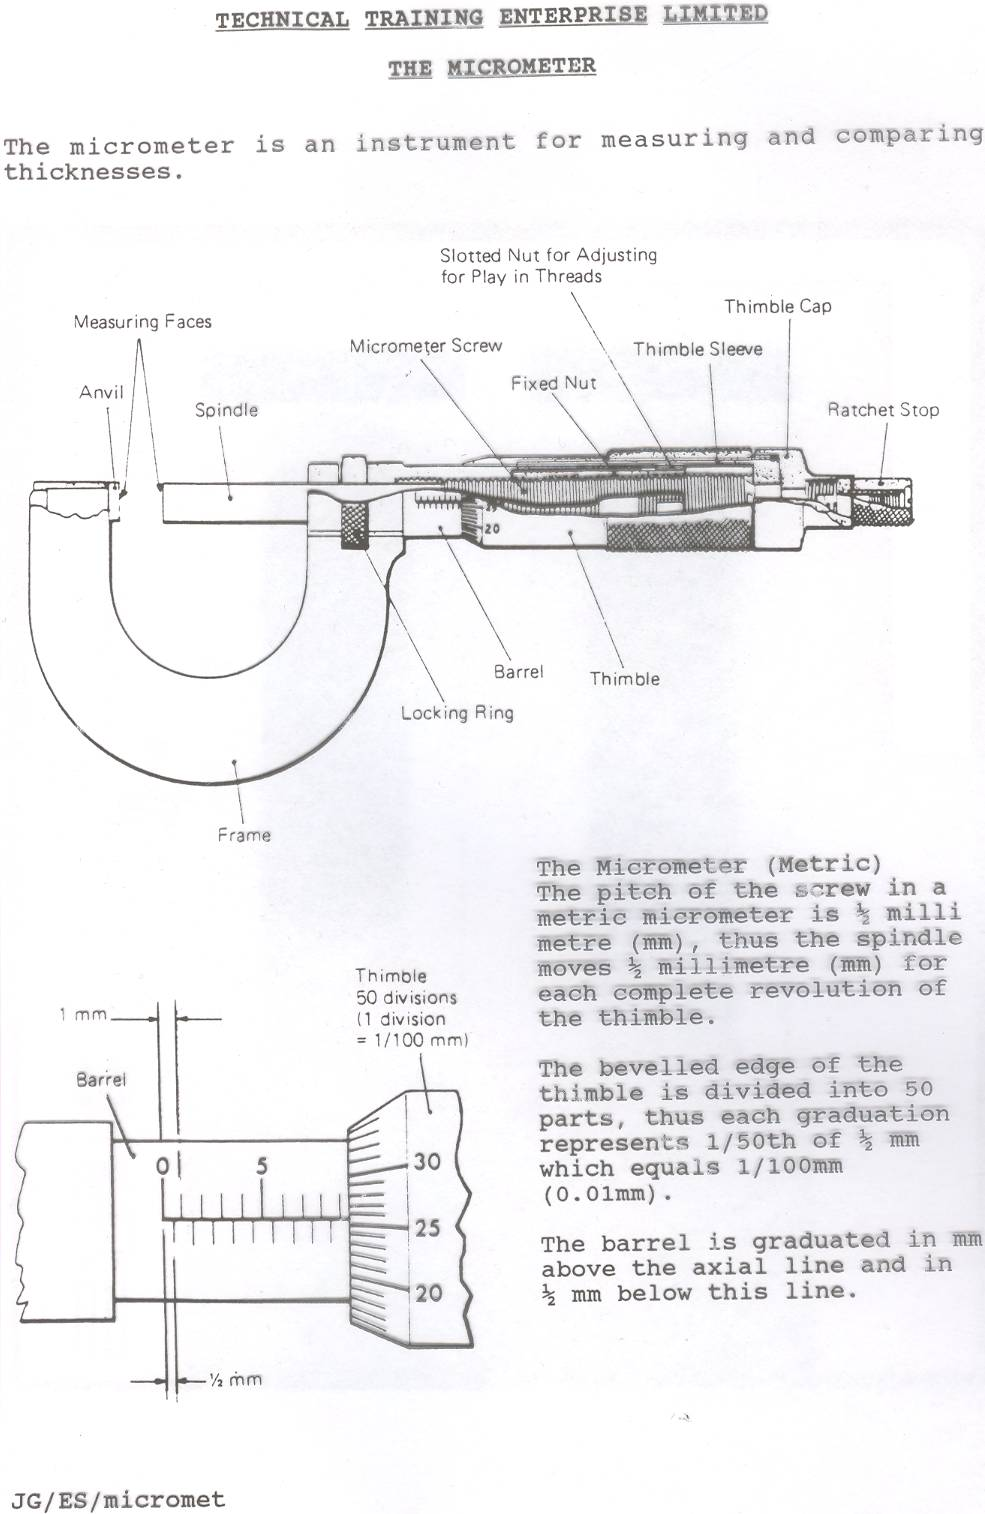 TECHNICAL TRAINING ENTERPRISE LIMITED
THE MICROMETER
The micrometer is an instrument for measuring and comparing
thicknesses.
Slotted Nut for Adjusting
for Play in Threads
Thimble Cap
Measuring Faces
Micrometer Screw
Thimble Sleeve
Fixed Nut
Anvil
Spindle
Ratchet Stop
20
Barrel
Thimble
Locking Ring
Frame
The Micrometer (Metric)
The pitch of the screw in a
metric micrometer is ½ milli
metre (mm), thus the spindle
moves ½ millimetre (mm) for
each complete revolution of
the thimble.
The bevelled edge of the
thimble is divided into 50
parts, thus each graduation
represents 1/50th of ½ mm
which equals 1/100mm
(0.01mm).
The barrel is graduated in mm
above the axial line and in
½ mm below this line.
Thimble
50 divisions
(1 division
= 1/100 mm)
1 mm
Barrel
0 5
30
25
20
½ mm
JG/ES/micromet